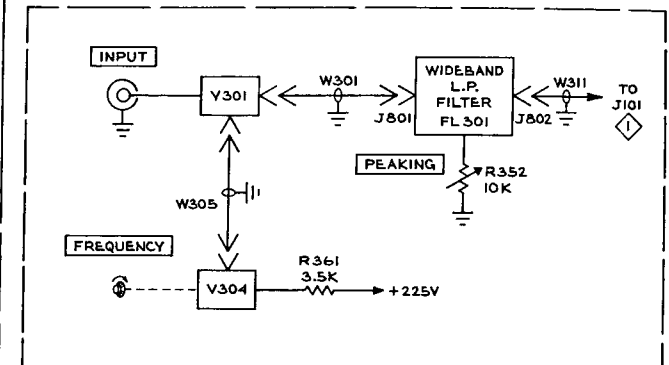 INPUT
V301
W301
J801
WIDEBAND
L.P.
FILTER
FL301
J802
W311
TO
J101
1
PEAKING
R352
10K
W305
FREQUENCY
V304
R361
3.5K
+225V